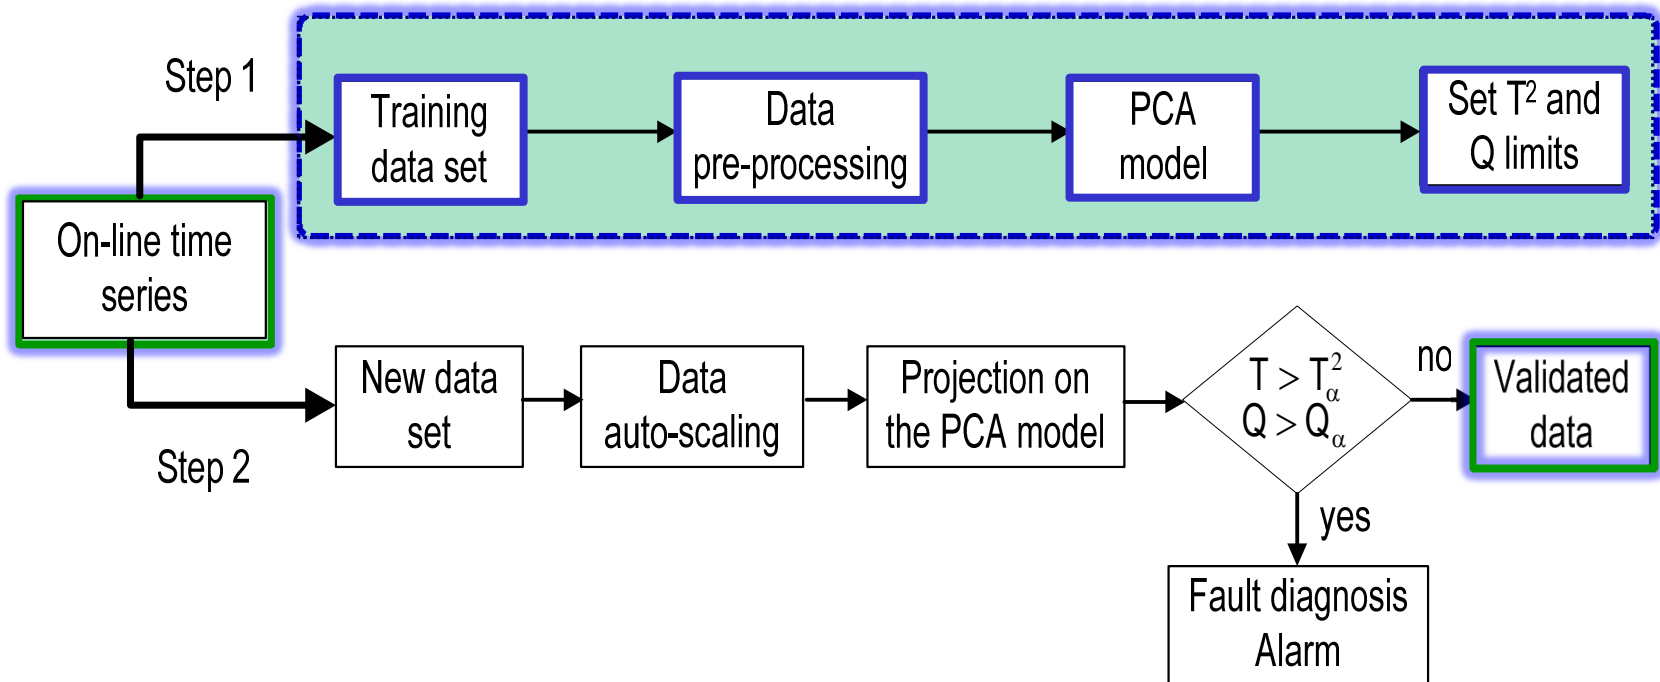 Step 1
Training
data set
Data
pre-processing
PCA
model
Set T² and
Q limits
On-line time
series
Step 2
New data
set
Data
auto-scaling
Projection on
the PCA model
T > T²α
Q > Qα
no
Validated
data
yes
Fault diagnosis
Alarm